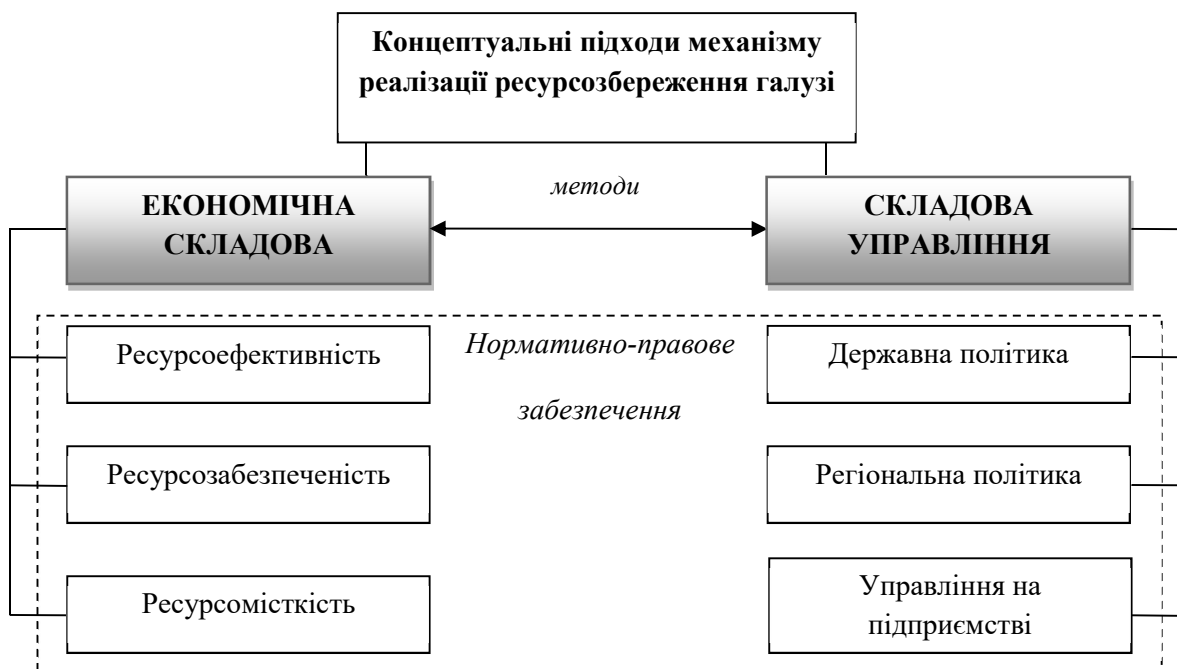 Концептуальні підходи механізму
реалізації ресурсозбереження галузі
методи
ЕКОНОМІЧНА
СКЛАДОВА
СКЛАДОВА
УПРАВЛІННЯ
Нормативно-правове
забезпечення
Ресурсоефективність
Державна політика
Ресурсозабезпеченість
Регіональна політика
Ресурсомісткість
Управління на
підприємстві